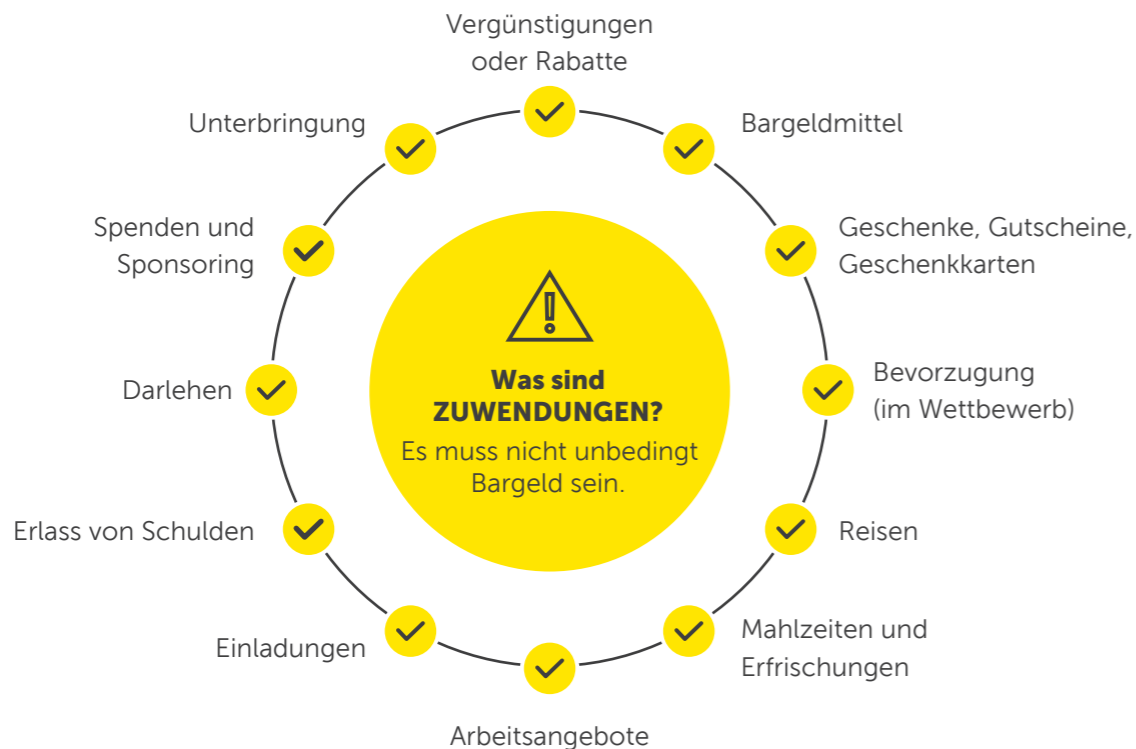 Vergünstigungen
oder Rabatte
Bargeldmittel
Geschenke, Gutscheine,
Geschenkkarten
Bevorzugung
(im Wettbewerb)
Reisen
Mahlzeiten und
Erfrischungen
Arbeitsangebote
Einladungen
Erlass von Schulden
Darlehen
Spenden und
Sponsoring
Unterbringung
Was sind
ZUWENDUNGEN?
Es muss nicht unbedingt
Bargeld sein.